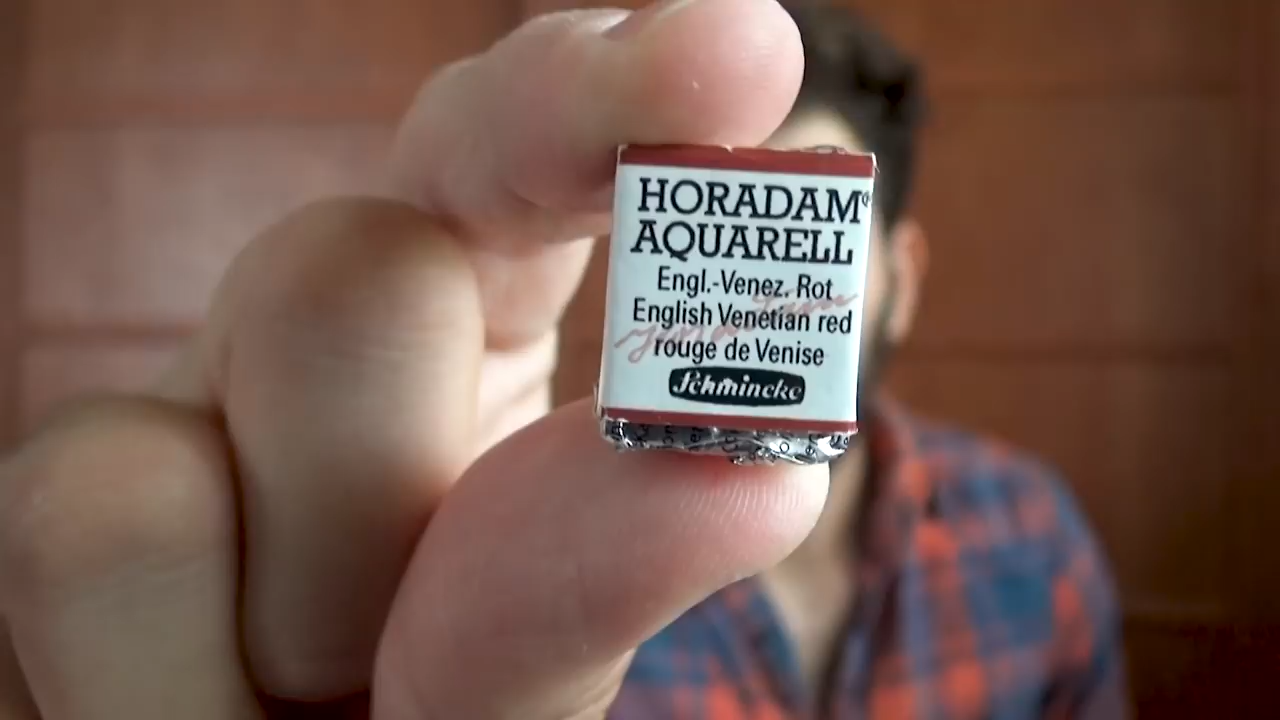 HORADAM®
AQUARELL
Engl.-Venez. Rot
English Venetian red
rouge de Venise
Schmincke